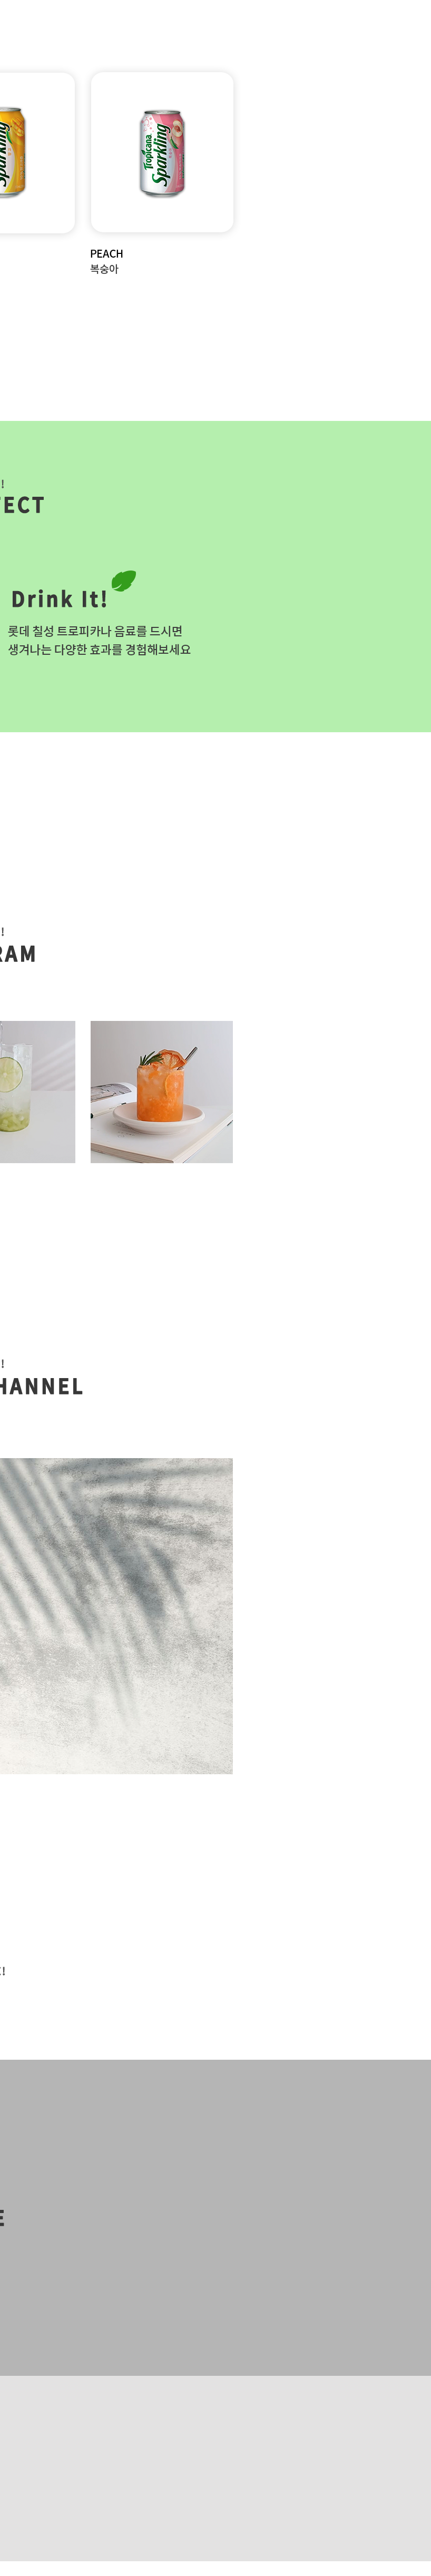 Sparkling
Tropicana
Sparkling
PEACH
복숭아
!
ECT
Drink It!
롯데 칠성 트로피카나 음료를 드시면
생겨나는 다양한 효과를 경험해보세요
!
RAM
!
HANNEL
!
E